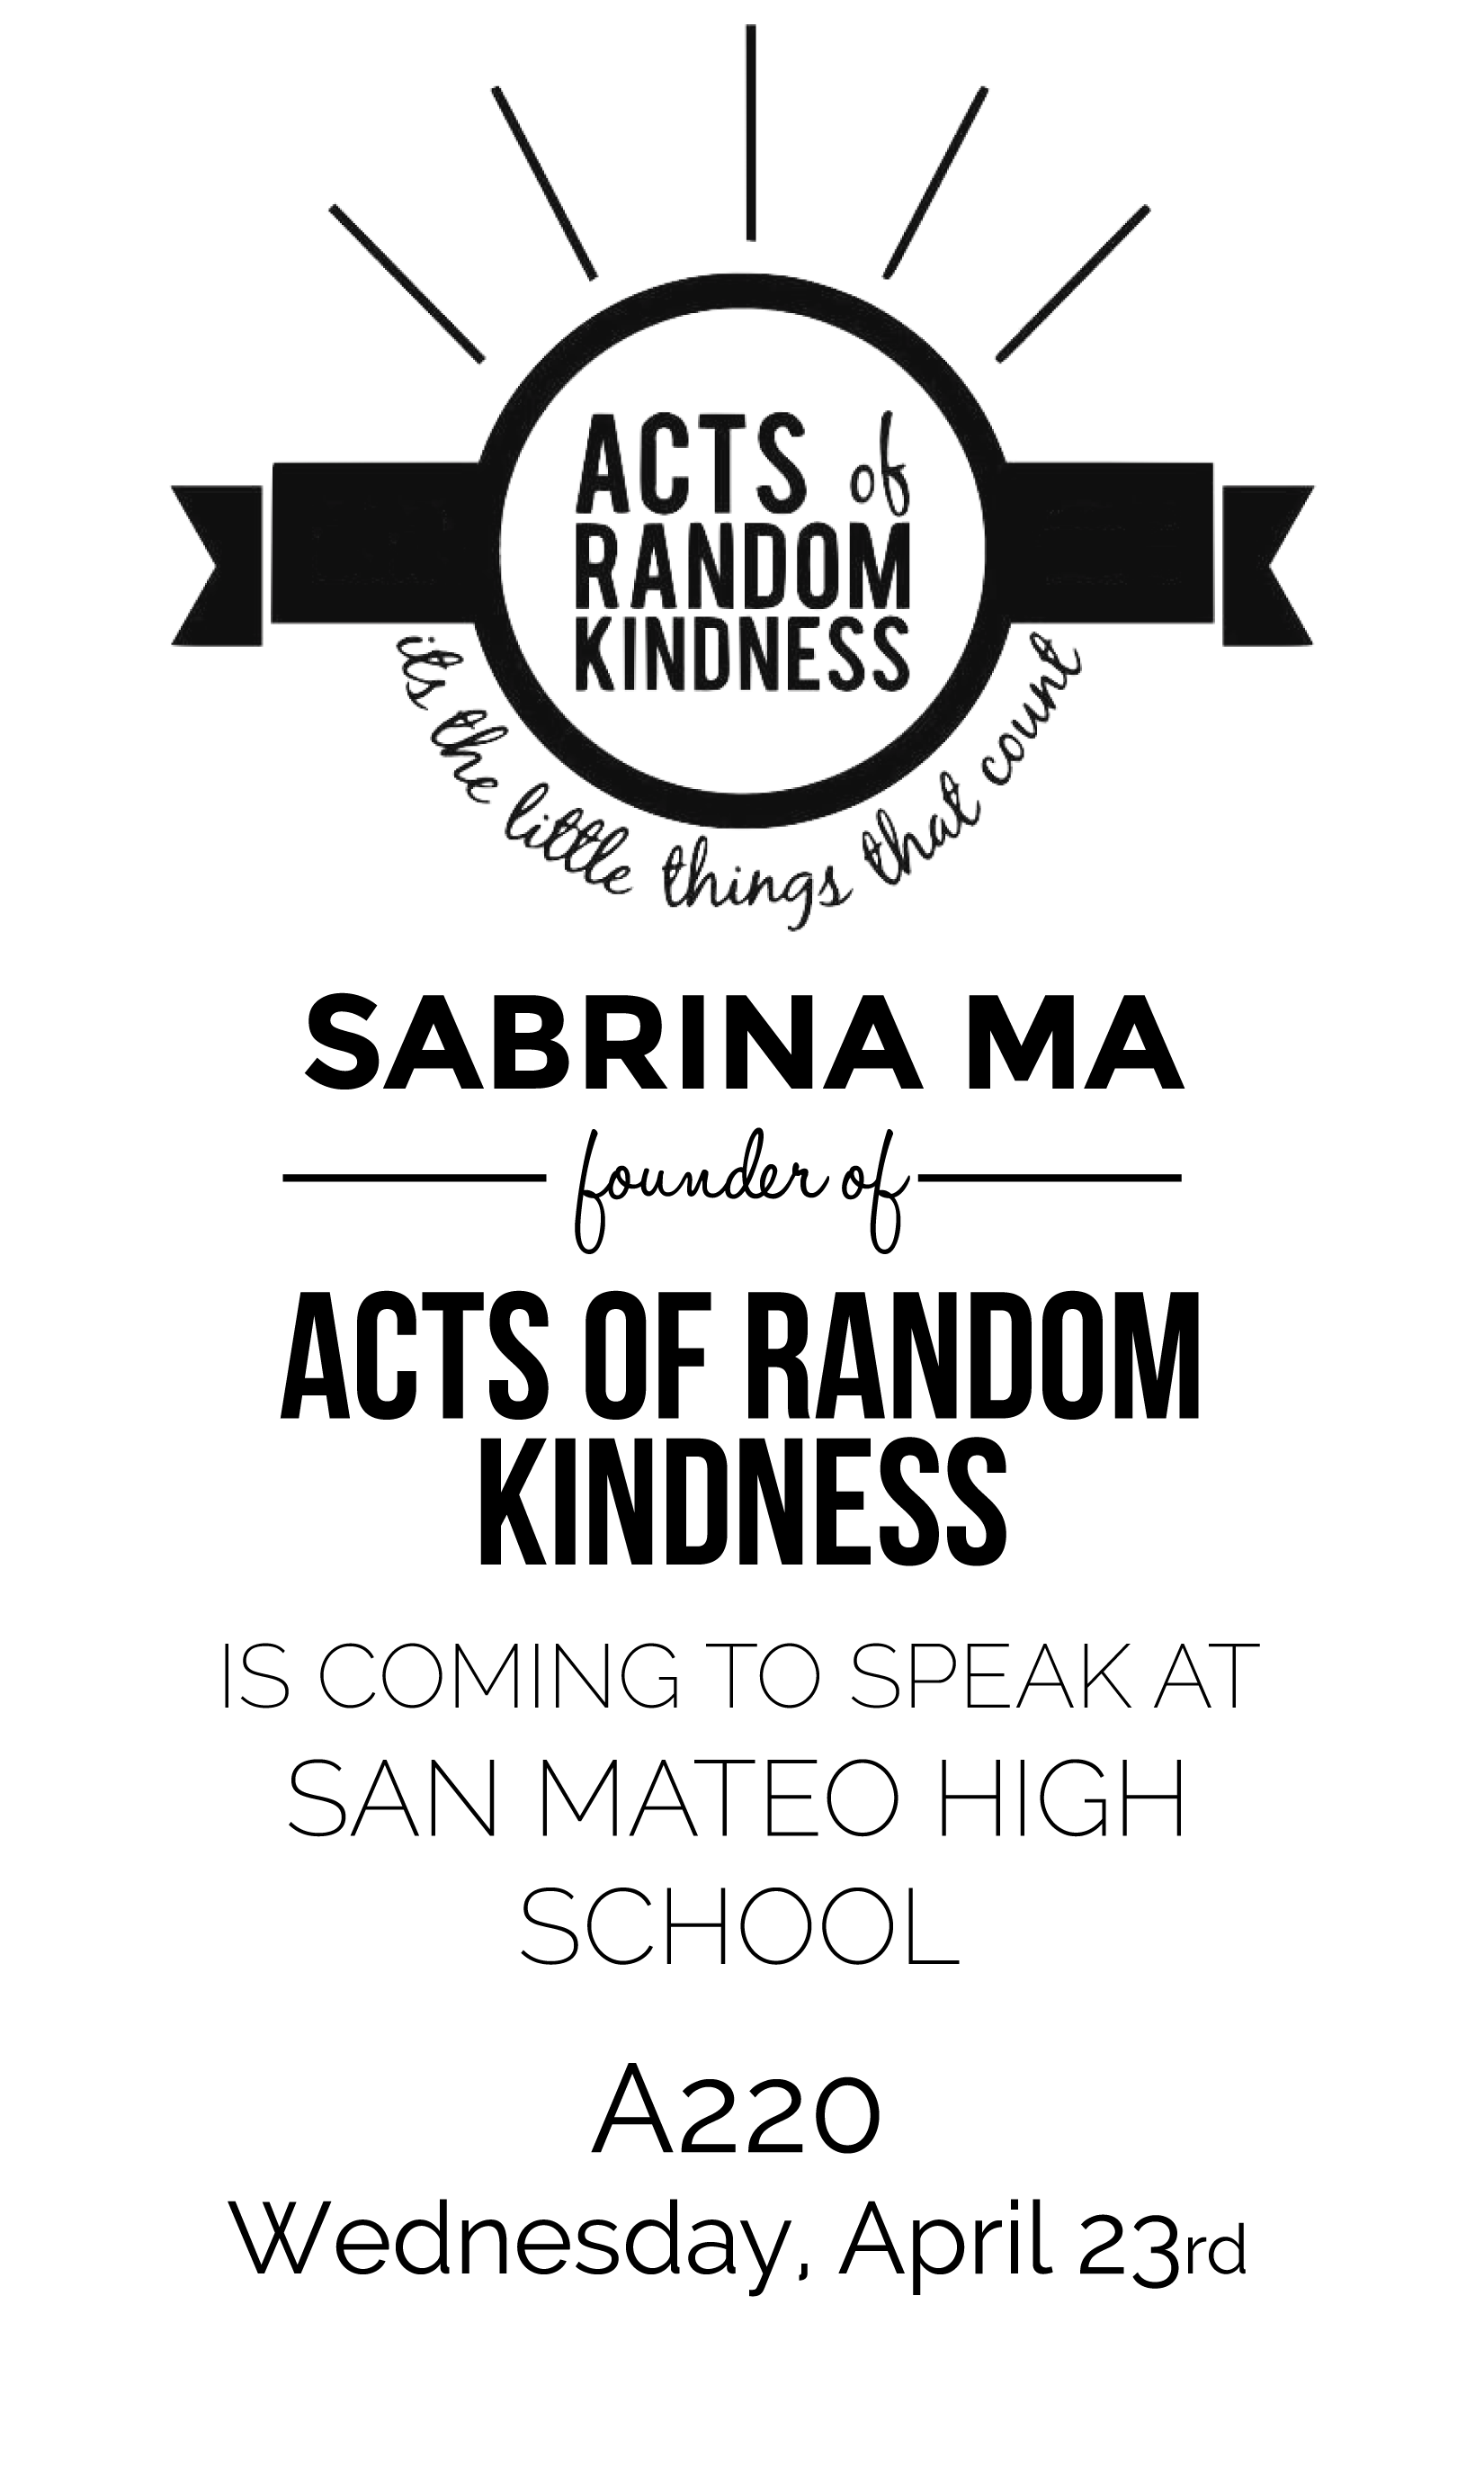 ACTS of
RANDOM
KINDNESS
it's the little things that count
SABRINA MA
founder of
ACTS OF RANDOM
KINDNESS
IS COMING TO SPEAK AT
SAN MATEO HIGH
SCHOOL
A220
Wednesday, April 23rd